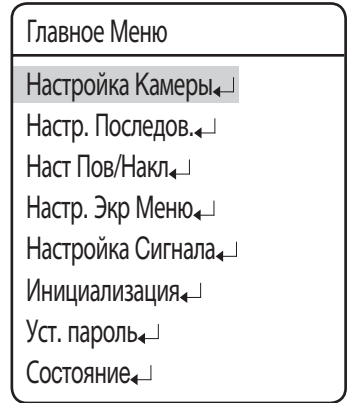 Главное Меню
Настройка Камеры↵
Настр. Последов.↵
Наст Пов/Накл↵
Настр. Экр Меню↵
Настройка Сигнала↵
Инициализация↵
Уст. пароль↵
Состояние↵